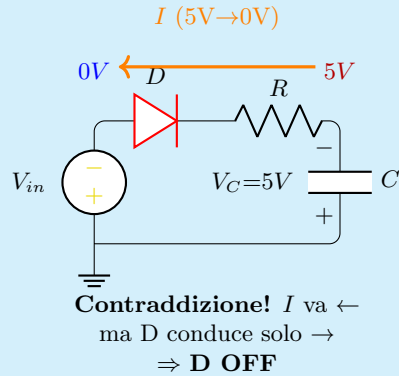 I (5V→0V)
0V
5V
D
R
−
+
V_in
−
V_C=5V
C
+
Contraddizione! I va ←
ma D conduce solo →
⇒ D OFF